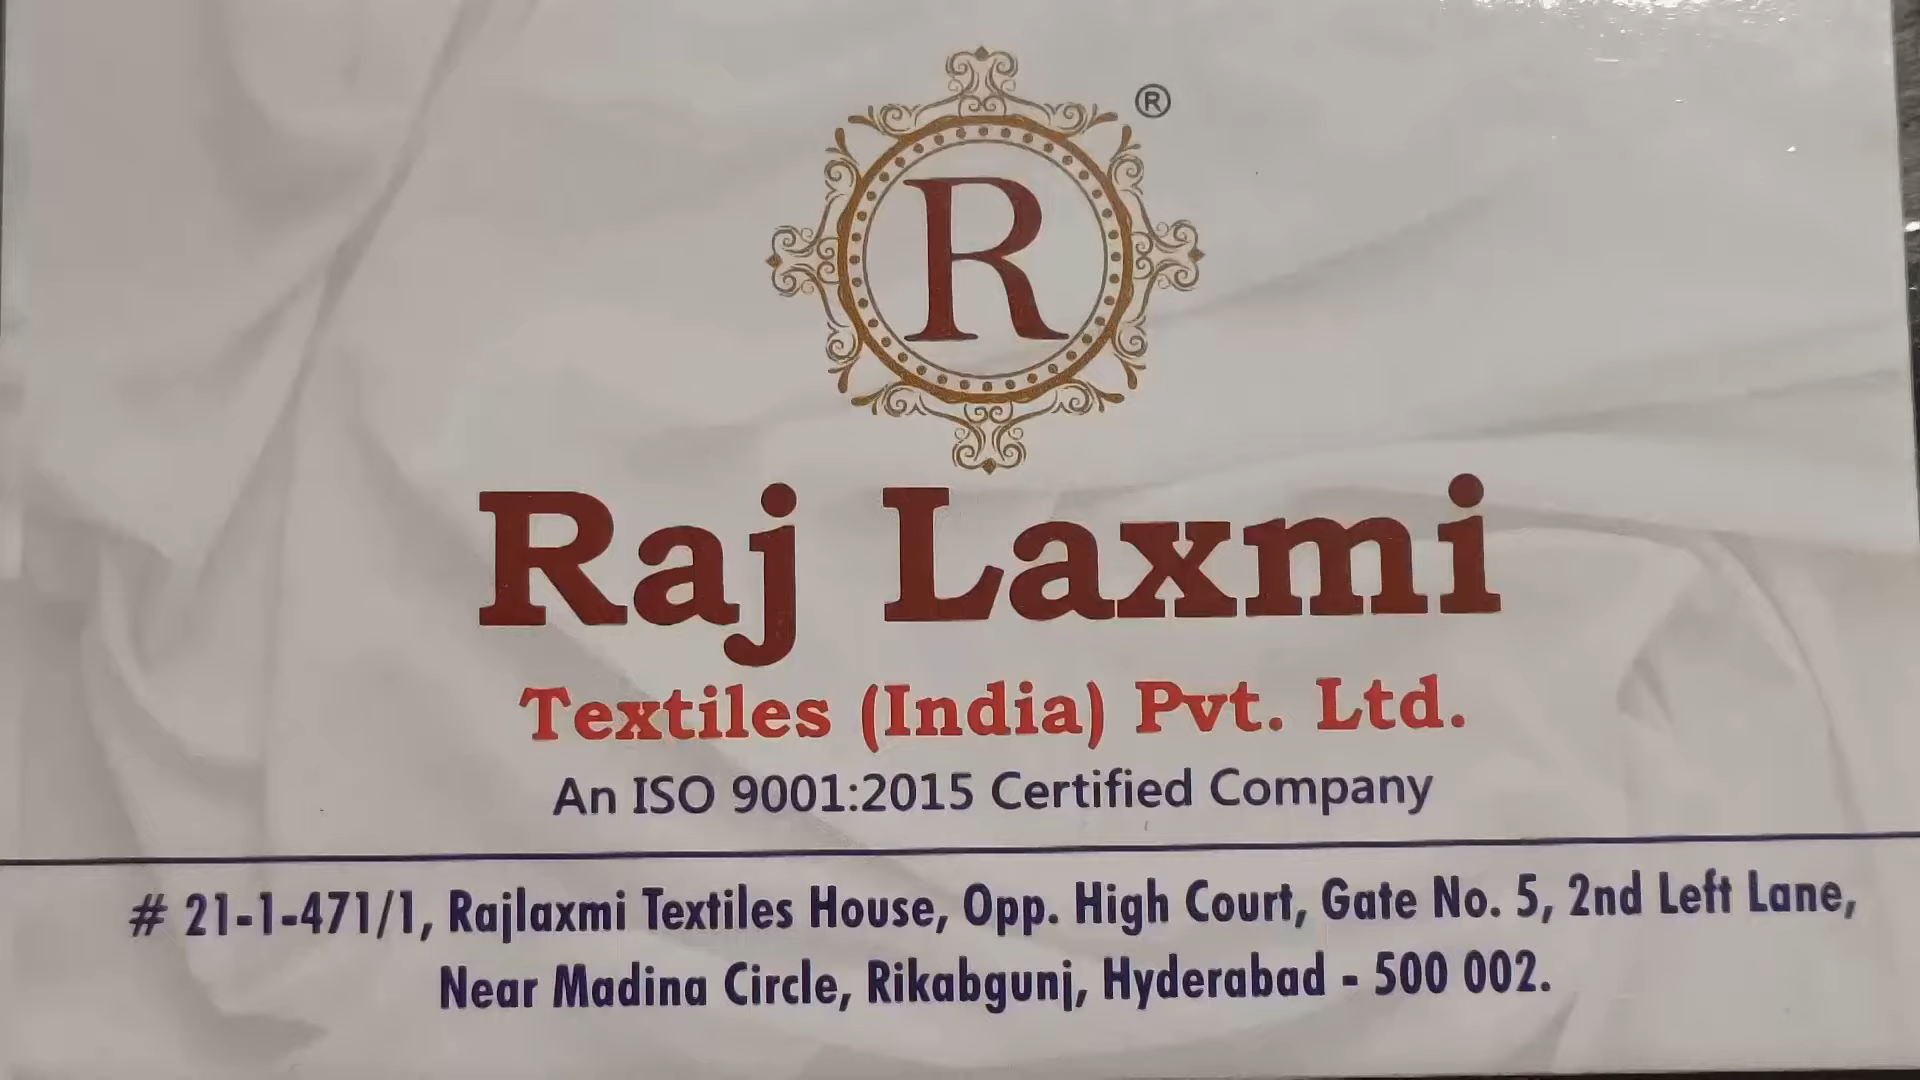 ®
R
Raj Laxmi
Textiles (India) Pvt. Ltd.
An ISO 9001:2015 Certified Company
# 21-1-471/1, Rajlaxmi Textiles House, Opp. High Court, Gate No. 5, 2nd Left Lane,
Near Madina Circle, Rikabgunj, Hyderabad - 500 002.